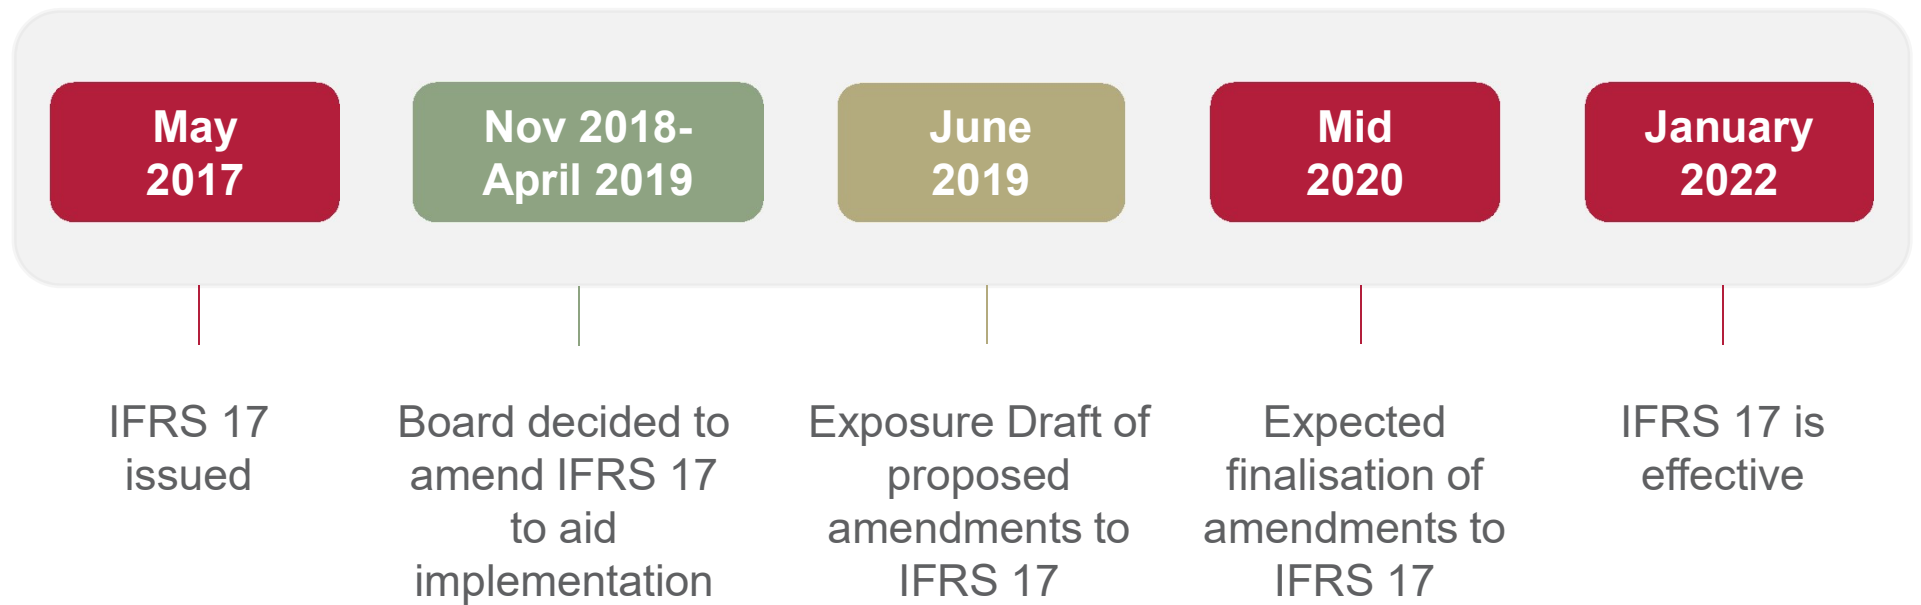 May
2017
Nov 2018-
April 2019
June
2019
Mid
2020
January
2022
IFRS 17
issued
Board decided to
amend IFRS 17
to aid
implementation
Exposure Draft of
proposed
amendments to
IFRS 17
Expected
finalisation of
amendments to
IFRS 17
IFRS 17 is
effective